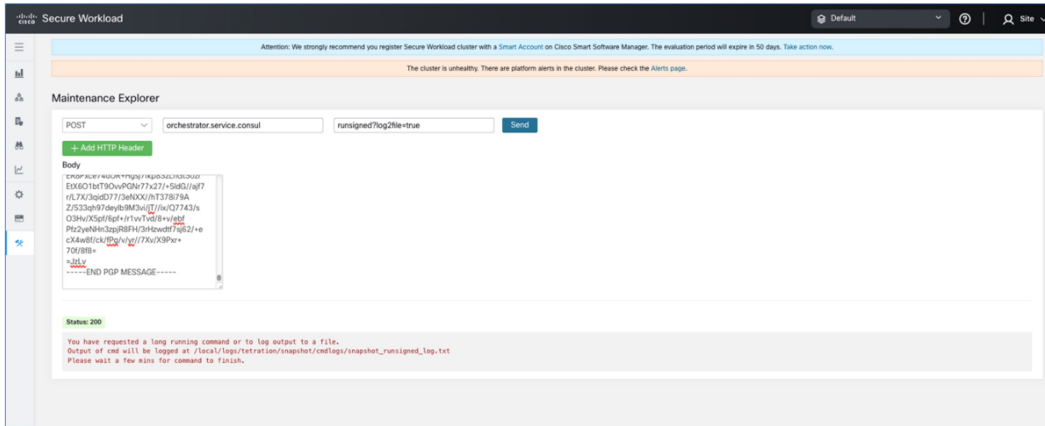 cisco Secure Workload
Default
Site
Attention: We strongly recommend you register Secure Workload cluster with a Smart Account on Cisco Smart Software Manager. The evaluation period will expire in 50 days. Take action now.
The cluster is unhealthy. There are platform alerts in the cluster. Please check the Alerts page.
Maintenance Explorer
POST
orchestrator.service.consul
runsigned?log2file=true
Send
+ Add HTTP Header
Body
EtX6O1btT9OvvPGNr77x27/+5ldG//ajf7
r/L7X/3qidD77/3eNXX//hT378i79A
Z/533qh97deylb9M3vi/jT//ix/Q7743/s
O3Hv/X5pf/6pf+/r1vvTvd/8+v/ebf
Pfz2yeNHn3zpjR8FH/3rHzwdtf7sj62/+e
cX4w8f/ck/fPg/v/yr//7Xv/X9Pxr+
70f/8f8=
=JzLv
-----END PGP MESSAGE-----
Status: 200
You have requested a long running command or to log output to a file.
Output of cmd will be logged at /local/logs/tetration/snapshot/cmdlogs/snapshot_runsigned_log.txt
Please wait a few mins for command to finish.